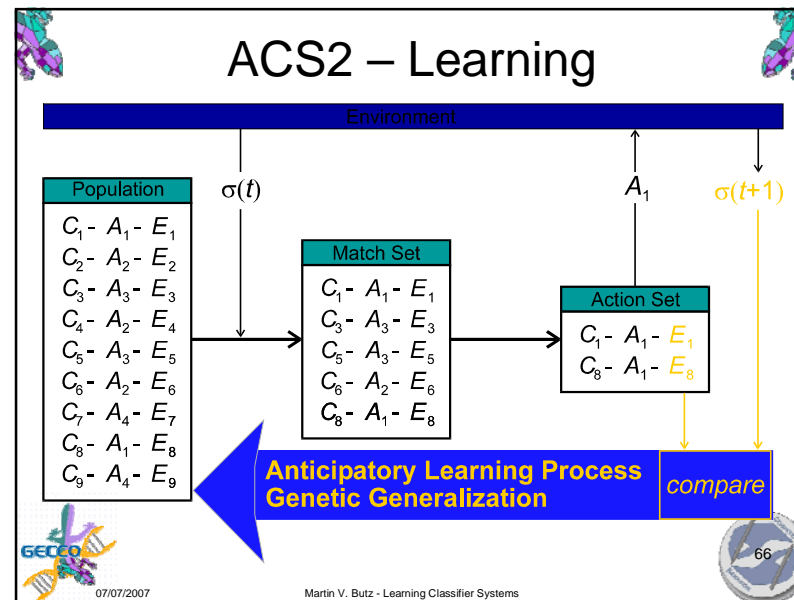 ACS2 – Learning
Environment
σ(t)
A₁
σ(t+1)
Population
C₁- A₁- E₁
C₂- A₂- E₂
C₃- A₃- E₃
C₄- A₂- E₄
C₅- A₃- E₅
C₆- A₂- E₆
C₇- A₄- E₇
C₈- A₁- E₈
C₉- A₄- E₉
Match Set
C₁- A₁- E₁
C₃- A₃- E₃
C₅- A₃- E₅
C₆- A₂- E₆
C₈- A₁- E₈
Action Set
C₁- A₁- E₁
C₈- A₁- E₈
Anticipatory Learning Process
Genetic Generalization
compare
GECCO
07/07/2007
Martin V. Butz - Learning Classifier Systems
66